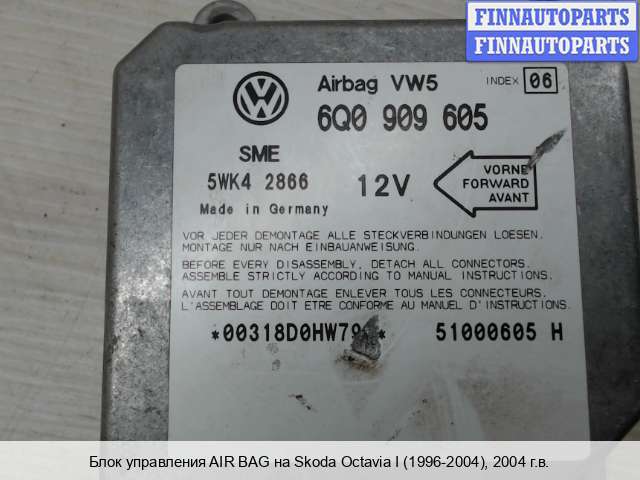 FINNAUTOPARTS
FINNAUTOPARTS
Airbag VW5 INDEX 06
6Q0 909 605
SME
5WK4 2866 12V
Made in Germany
VORNE
FORWARD
AVANT
VOR JEDER DEMONTAGE ALLE STECKVERBINDUNGEN LOESEN.
MONTAGE NUR NACH EINBAUANWEISUNG.
BEFORE EVERY DISASSEMBLY, DETACH ALL CONNECTORS.
ASSEMBLE STRICTLY ACCORDING TO MANUAL INSTRUCTIONS.
AVANT TOUT DEMONTAGE ENLEVER TOUS LES CONNECTEURS.
L'ASSEMBLAGE DOIT ETRE CONFORME AU MANUEL D'INSTRUCTIONS.
51000605 H
Блок управления AIR BAG на Skoda Octavia I (1996-2004), 2004 г.в.